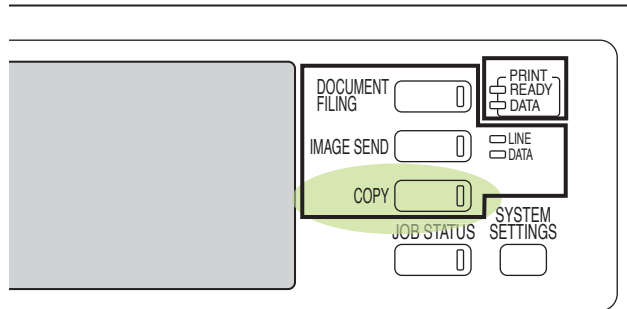 DOCUMENT
FILING
PRINT
READY
DATA
IMAGE SEND
LINE
DATA
COPY
JOB STATUS
SYSTEM
SETTINGS